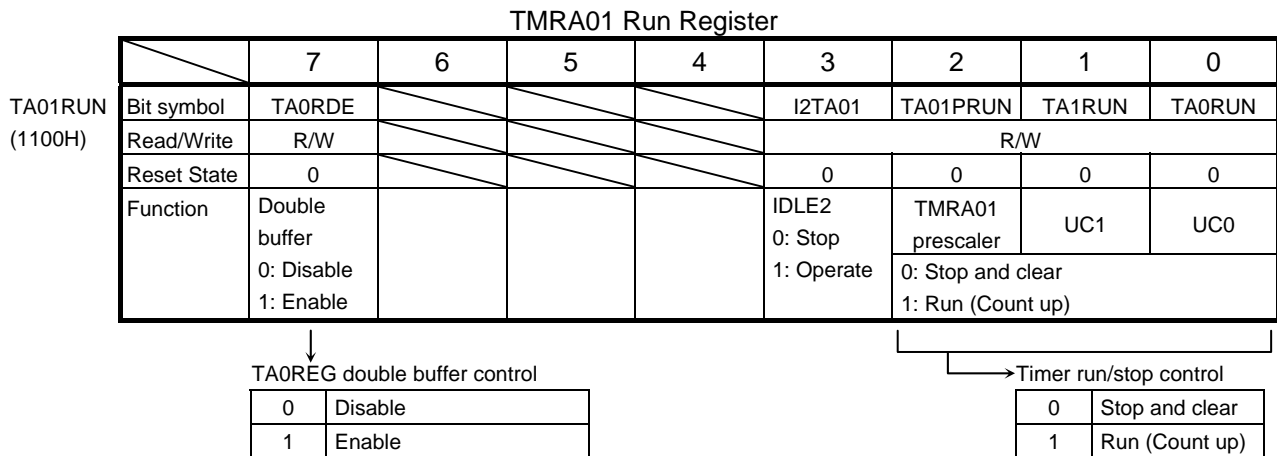 TMRA01 Run Register
7 6 5 4 3 2 1 0
TA01RUN
(1100H)
Bit symbol TA0RDE I2TA01 TA01PRUN TA1RUN TA0RUN
Read/Write R/W R/W
Reset State 0 0 0 0 0
Function Double IDLE2 TMRA01 UC1 UC0
buffer 0: Stop prescaler
0: Disable 1: Operate 0: Stop and clear
1: Enable 1: Run (Count up)
TA0REG double buffer control Timer run/stop control
0 Disable 0 Stop and clear
1 Enable 1 Run (Count up)